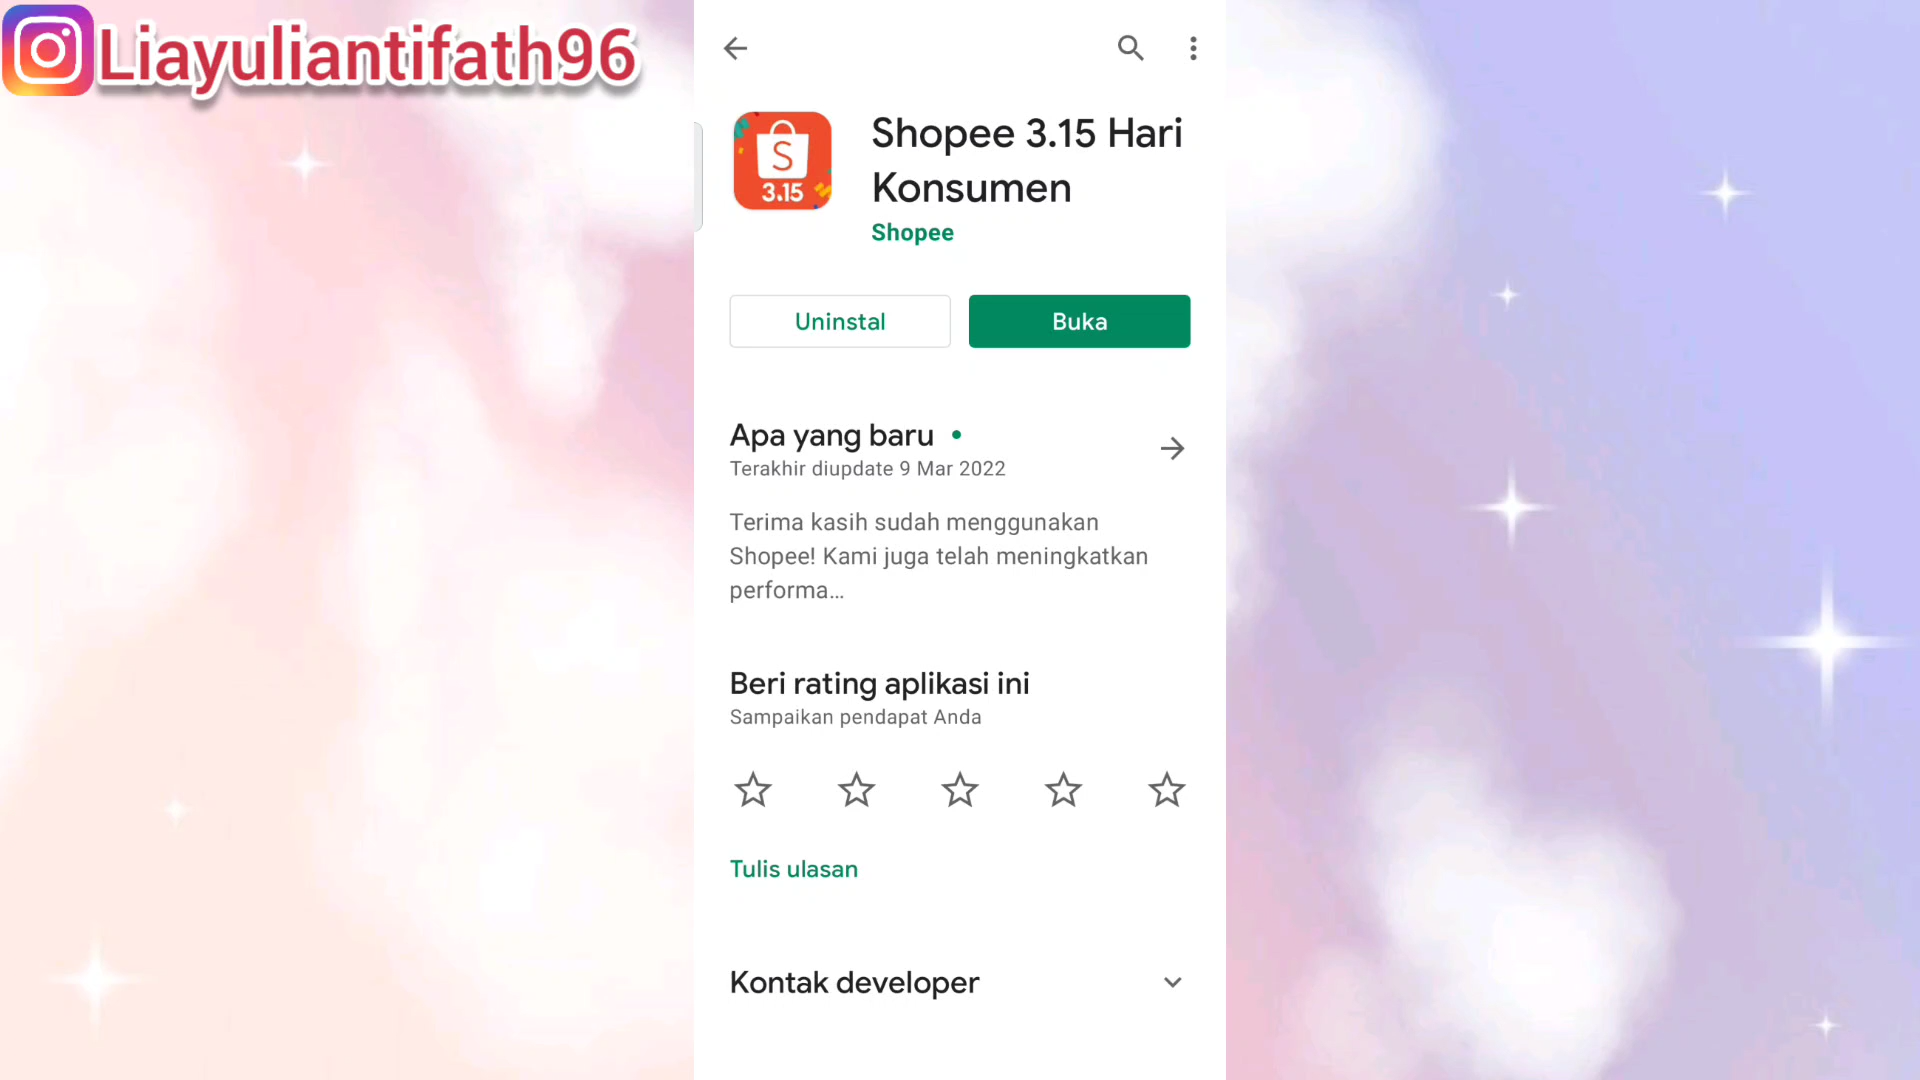 Liayuliantifath96
Shopee 3.15 Hari
Konsumen
Shopee
S
3.15
Uninstal
Buka
Apa yang baru
Terakhir diupdate 9 Mar 2022
Terima kasih sudah menggunakan
Shopee! Kami juga telah meningkatkan
performa...
Beri rating aplikasi ini
Sampaikan pendapat Anda
Tulis ulasan
Kontak developer